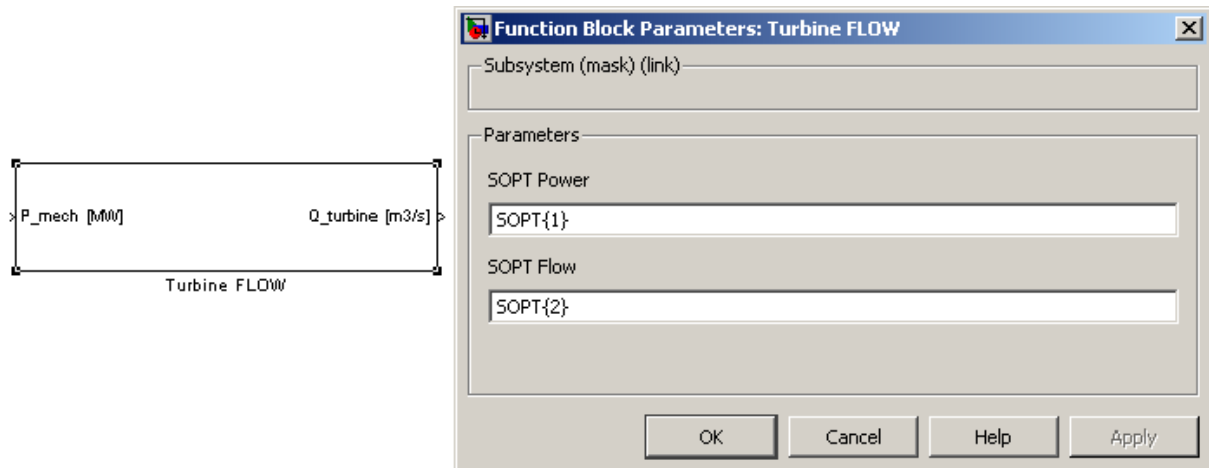 Function Block Parameters: Turbine FLOW
Subsystem (mask) (link)
Parameters
SOPT Power
SOPT{1}
SOPT Flow
SOPT{2}
OK Cancel Help Apply
P_mech [MW] Q_turbine [m3/s]
Turbine FLOW